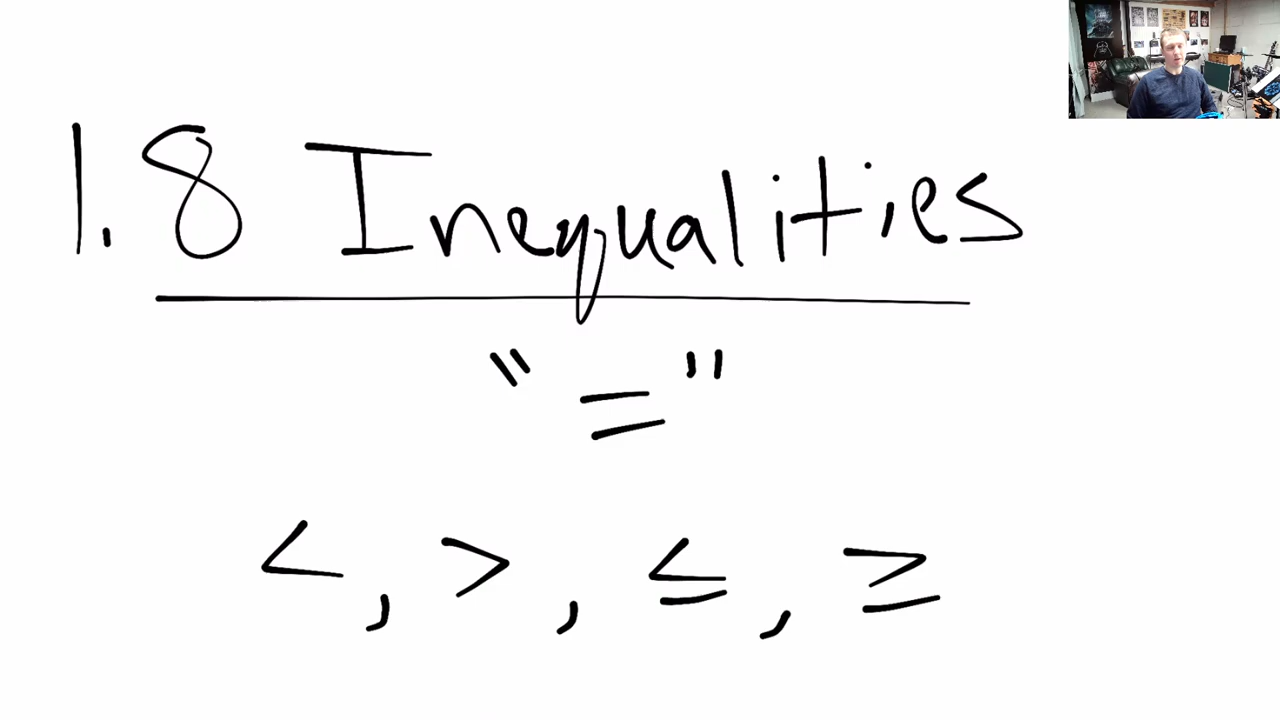 1.8 Inequalities
"="
<, >, ≤, ≥